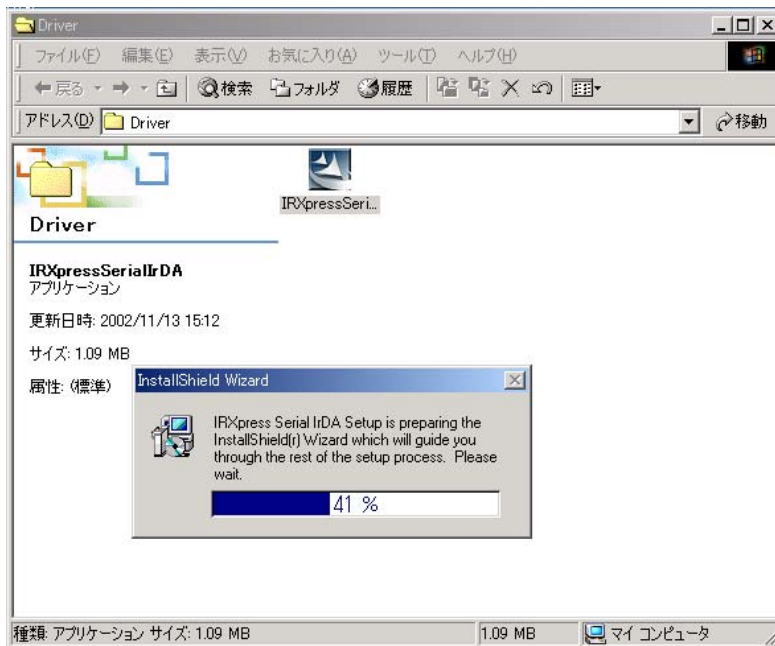 Driver
ファイル(F) 編集(E) 表示(V) お気に入り(A) ツール(T) ヘルプ(H)
戻る 検索 フォルダ 履歴
アドレス(D) Driver 移動
IRXpressSeri...
Driver
IRXpressSerialIrDA
アプリケーション
更新日時: 2002/11/13 15:12
サイズ: 1.09 MB
属性: (標準)
InstallShield Wizard
IRXpress Serial IrDA Setup is preparing the
InstallShield(r) Wizard which will guide you
through the rest of the setup process. Please
wait.
41 %
種類: アプリケーション サイズ: 1.09 MB 1.09 MB マイ コンピュータ